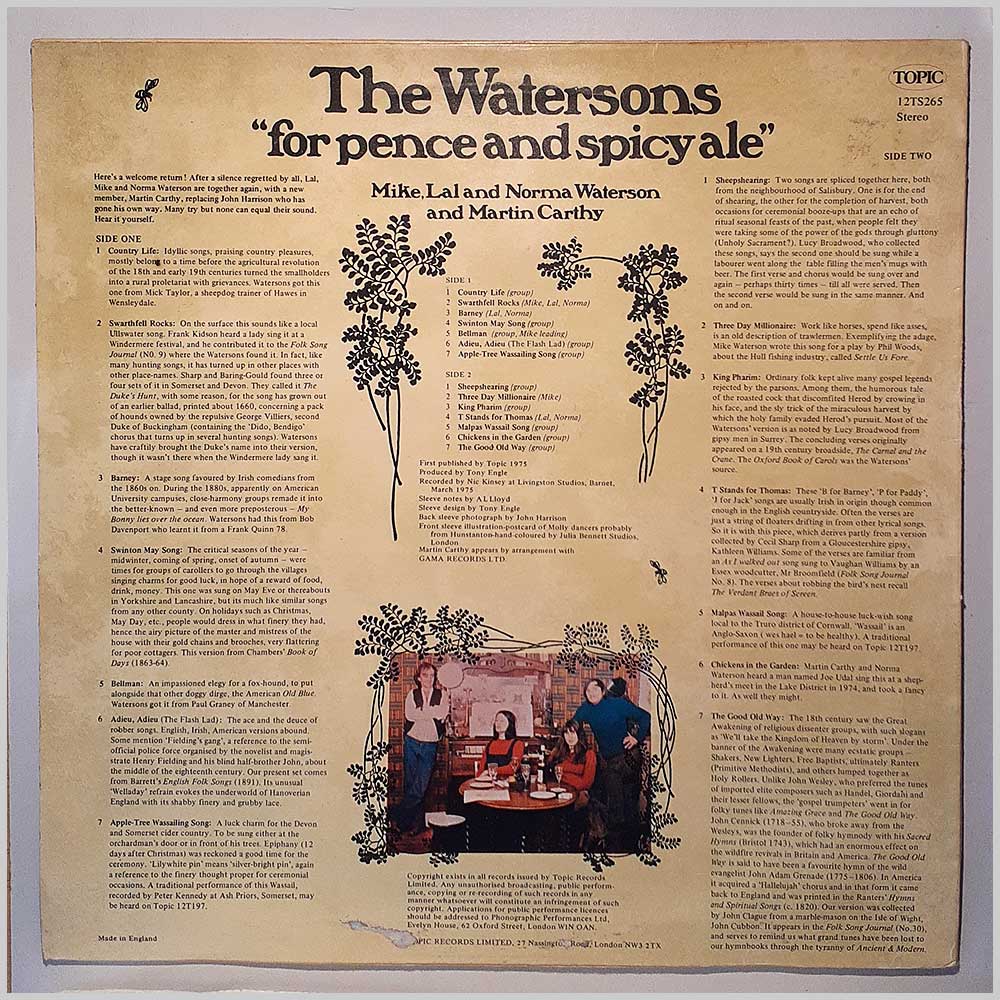 The Watersons
"for pence and spicy ale"
TOPIC
12TS265
Stereo
Mike, Lal and Norma Waterson
and Martin Carthy
Here's a welcome return! After a silence regretted by all, Lal,
Mike and Norma Waterson are together again, with a new
member, Martin Carthy, replacing John Harrison who has
gone his own way. Many try but none can equal their sound.
Hear it yourself.
SIDE ONE
1 Country Life: Idyllic songs, praising country pleasures,
mostly belong to a time before the agricultural revolution
of the 18th and early 19th centuries turned the smallholders
into a rural proletariat with grievances. Watersons got this
one from Mick Taylor, a sheepdog trainer of Hawes in
Wensleydale.
2 Swarthfell Rocks: On the surface this sounds like a local
Ullswater song. Frank Kidson heard a lady sing it at a
Windermere festival, and he contributed it to the Folk Song
Journal (NO. 9) where the Watersons found it. In fact, like
many hunting songs, it has turned up in other places with
other place-names. Sharp and Baring-Gould found three or
four sets of it in Somerset and Devon. They called it The
Duke's Hunt, with some reason, for the song has grown out
of an earlier ballad, printed about 1660, concerning a pack
of hounds owned by the repulsive George Villiers, second
Duke of Buckingham (containing the 'Dido, Bendigo'
chorus that turns up in several hunting songs). Watersons
have craftily brought the Duke's name into their version,
though it wasn't there when the Windermere lady sang it.
3 Barney: A stage song favoured by Irish comedians from
the 1860s on. During the 1880s, apparently on American
University campuses, close-harmony groups remade it into
the better-known – and even more preposterous – My
Bonny lies over the ocean. Watersons had this from Bob
Davenport who learnt it from a Frank Quinn 78.
4 Swinton May Song: The critical seasons of the year –
midwinter, coming of spring, onset of autumn – were
times for groups of carollers to go through the villages
singing charms for good luck, in hope of a reward of food,
drink, money. This one was sung on May Eve or thereabouts
in Yorkshire and Lancashire, but its much like similar songs
from any other county. On holidays such as Christmas,
May Day, etc., people would dress in what finery they had,
hence the airy picture of the master and mistress of the
house with their gold chains and brooches, very flattering
for poor cottagers. This version from Chambers' Book of
Days (1863-64).
5 Bellman: An impassioned elegy for a fox-hound, to put
alongside that other doggy dirge, the American Old Blue.
Watersons got it from Paul Graney of Manchester.
6 Adieu, Adieu (The Flash Lad): The ace and the deuce of
robber songs. English, Irish, American versions abound.
Some mention 'Fielding's gang', a reference to the semi-
official police force organised by the novelist and magis-
trate Henry Fielding and his blind half-brother John, about
the middle of the eighteenth century. Our present set comes
from Barrett's English Folk Songs (1891). Its unusual
'Welladay' refrain evokes the underworld of Hanoverian
England with its shabby finery and grubby lace.
7 Apple-Tree Wassailing Song: A luck charm for the Devon
and Somerset cider country. To be sung either at the
orchardman's door or in front of his trees. Epiphany (12
days after Christmas) was reckoned a good time for the
ceremony. 'Lilywhite pin' means 'silver-bright pin', again
a reference to the finery thought proper for ceremonial
occasions. A traditional performance of this Wassail,
recorded by Peter Kennedy at Ash Priors, Somerset, may
be heard on Topic 12T197.
Made in England
SIDE 1
1 Country Life (group)
2 Swarthfell Rocks (Mike, Lal, Norma)
3 Barney (Lal, Norma)
4 Swinton May Song (group)
5 Bellman (group, Mike leading)
6 Adieu, Adieu (The Flash Lad) (group)
7 Apple-Tree Wassailing Song (group)
SIDE 2
1 Sheepshearing (group)
2 Three Day Millionaire (Mike)
3 King Pharim (group)
4 T Stands for Thomas (Lal, Norma)
5 Malpas Wassail Song (group)
6 Chickens in the Garden (group)
7 The Good Old Way (group)
First published by Topic 1975
Produced by Tony Engle
Recorded by Nic Kinsey at Livingston Studios, Barnet,
March 1975
Sleeve notes by A L Lloyd
Sleeve design by Tony Engle
Back sleeve photograph by John Harrison
Front sleeve illustration-postcard of Molly dancers probably
from Hunstanton-hand-coloured by Julia Bennett Studios,
London
Martin Carthy appears by arrangement with
GAMA RECORDS LTD.
Copyright exists in all records issued by Topic Records
Limited. Any unauthorised broadcasting, public perform-
ance, copying or re-recording of such records in any
manner whatsoever will constitute an infringement of such
copyright. Applications for public performance licences
should be addressed to Phonographic Performances Ltd,
Evelyn House, 62 Oxford Street, London W1N OAN.
OPIC RECORDS LIMITED, 27 Nassington Road, London NW3 2TX
SIDE TWO
1 Sheepshearing: Two songs are spliced together here, both
from the neighbourhood of Salisbury. One is for the end
of shearing, the other for the completion of harvest, both
occasions for ceremonial booze-ups that are an echo of
ritual seasonal feasts of the past, when people felt they
were taking some of the power of the gods through gluttony
(Unholy Sacrament?). Lucy Broadwood, who collected
these songs, says the second one should be sung while a
labourer went along the table filling the men's mugs with
beer. The first verse and chorus would be sung over and
again – perhaps thirty times – till all were served. Then
the second verse would be sung in the same manner. And
on and on.
2 Three Day Millionaire: Work like horses, spend like asses,
is an old description of trawlermen. Exemplifying the adage,
Mike Waterson wrote this song for a play by Phil Woods,
about the Hull fishing industry, called Settle Us Fore.
3 King Pharim: Ordinary folk kept alive many gospel legends
rejected by the parsons. Among them, the humorous tale
of the roasted cock that discomfited Herod by crowing in
his face, and the sly trick of the miraculous harvest by
which the holy family evaded Herod's pursuit. Most of the
Watersons' version is as noted by Lucy Broadwood from
gipsy men in Surrey. The concluding verses originally
appeared on a 19th century broadside, The Carnal and the
Crane. The Oxford Book of Carols was the Watersons'
source.
4 T Stands for Thomas: These 'B for Barney', 'P for Paddy',
'J for Jack' songs are usually Irish in origin though common
enough in the English countryside. Often the verses are
just a string of floaters drifting in from other lyrical songs.
So it is with this piece, which derives partly from a version
collected by Cecil Sharp from a Gloucestershire gipsy,
Kathleen Williams. Some of the verses are familiar from
an As I walked out song sung to Vaughan Williams by an
Essex woodcutter, Mr Broomfield (Folk Song Journal
No. 8). The verses about robbing the bird's nest recall
The Verdant Braes of Screen.
5 Malpas Wassail Song: A house-to-house luck-wish song
local to the Truro district of Cornwall. 'Wassail' is an
Anglo-Saxon ( wes hael = to be healthy). A traditional
performance of this one may be heard on Topic 12T197.
6 Chickens in the Garden: Martin Carthy and Norma
Waterson heard a man named Joe Udal sing this at a shep-
herd's meet in the Lake District in 1974, and took a fancy
to it. As well they might.
7 The Good Old Way: The 18th century saw the Great
Awakening of religious dissenter groups, with such slogans
as 'We'll take the Kingdom of Heaven by storm'. Under the
banner of the Awakening were many ecstatic groups –
Shakers, New Lighters, Free Baptists, ultimately Ranters
(Primitive Methodists), and others lumped together as
Holy Rollers. Unlike John Wesley, who preferred the tunes
of imported elite composers such as Handel, Giordahi and
their lesser fellows, the 'gospel trumpeters' went in for
folky tunes like Amazing Grace and The Good Old Way.
John Cennick (1718–55), who broke away from the
Wesleys, was the founder of folky hymnody with his Sacred
Hymns (Bristol 1743), which had an enormous effect on
the wildfire revivals in Britain and America. The Good Old
Way is said to have been a favourite hymn of the wild
evangelist John Adam Grenade (1775–1806). In America
it acquired a 'Hallelujah' chorus and in that form it came
back to England and was printed in the Ranters' Hymns
and Spiritual Songs (c. 1820). Our version was collected
by John Clague from a marble-mason on the Isle of Wight,
John Cubbon. It appears in the Folk Song Journal (No.30),
and serves to remind us what grand tunes have been lost to
our hymnbooks through the tyranny of Ancient & Modern.